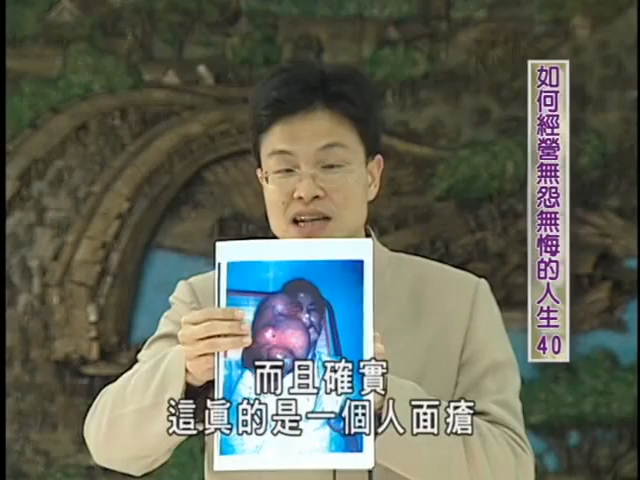 如何經營無怨無悔的人生 40
而且確實
這真的是一個人面瘡